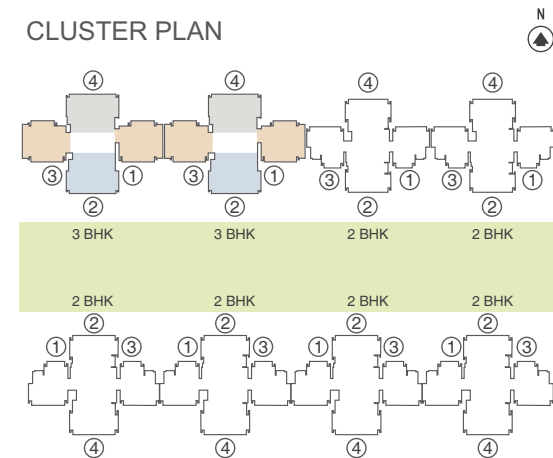 N
CLUSTER PLAN
4 4 4 4
3 1 3 1 3 1 3 1
2 2 2 2
3 BHK 3 BHK 2 BHK 2 BHK
2 BHK 2 BHK 2 BHK 2 BHK
2 2 2 2
1 3 1 3 1 3 1 3
4 4 4 4